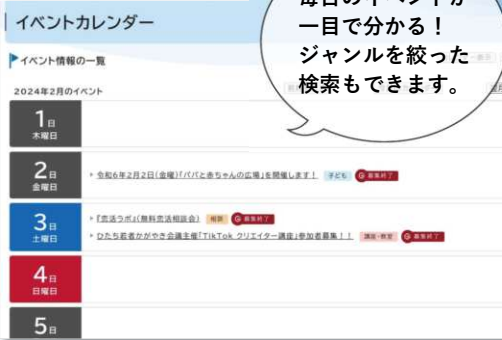 イベントカレンダー
毎日のイベントが
一目で分かる！
ジャンルを絞った
検索もできます。
イベント情報の一覧
2024年2月のイベント
1日
木曜日
2日
金曜日
令和6年2月2日(金曜)「パパと赤ちゃんの広場」を開催します！ 子ども 募集終了
3日
土曜日
『恋活ラボ』(無料恋活相談会) 相談 募集終了
ひたち若者かがやき会議主催「TikTok クリエイター講座」参加者募集！！ 講座・教室 募集終了
4日
日曜日
5日